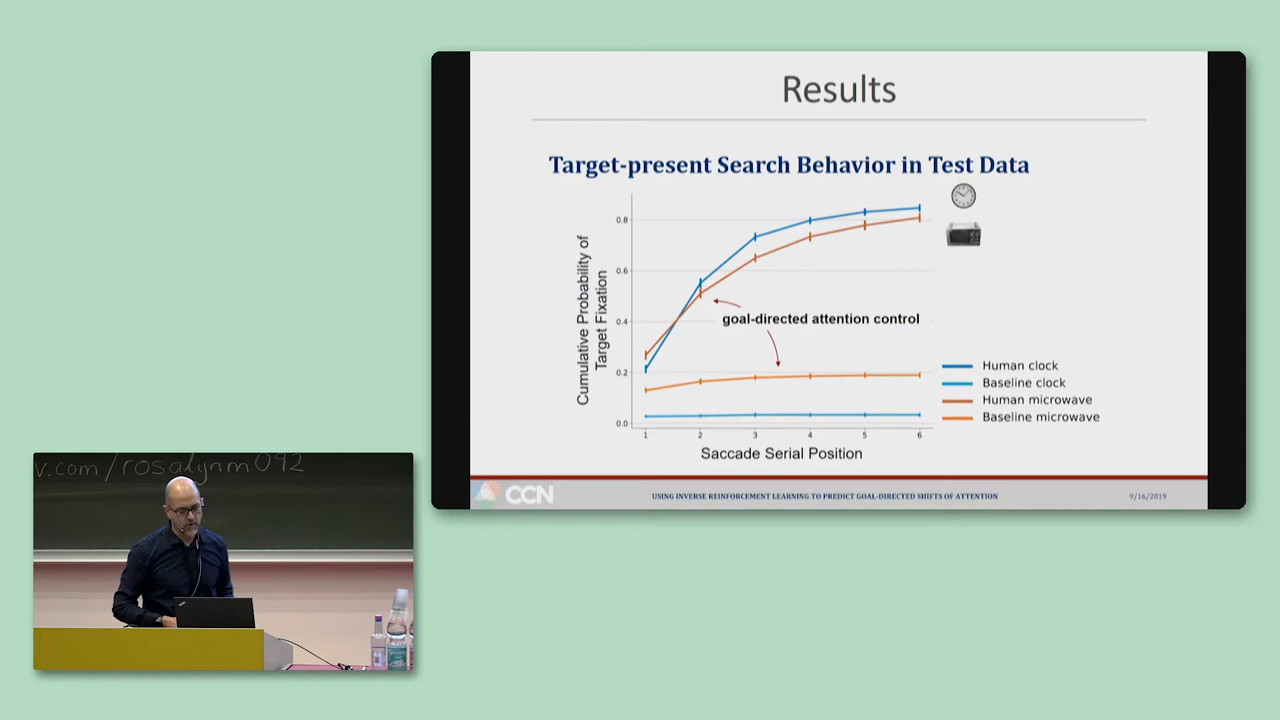 Results
Target-present Search Behavior in Test Data
Cumulative Probability of
Target Fixation
0.8
0.6
0.4
0.2
0.0
goal-directed attention control
1 2 3 4 5 6
Saccade Serial Position
Human clock
Baseline clock
Human microwave
Baseline microwave
CCN
USING INVERSE REINFORCEMENT LEARNING TO PREDICT GOAL-DIRECTED SHIFTS OF ATTENTION
9/16/2019
v.com/rosalynm092